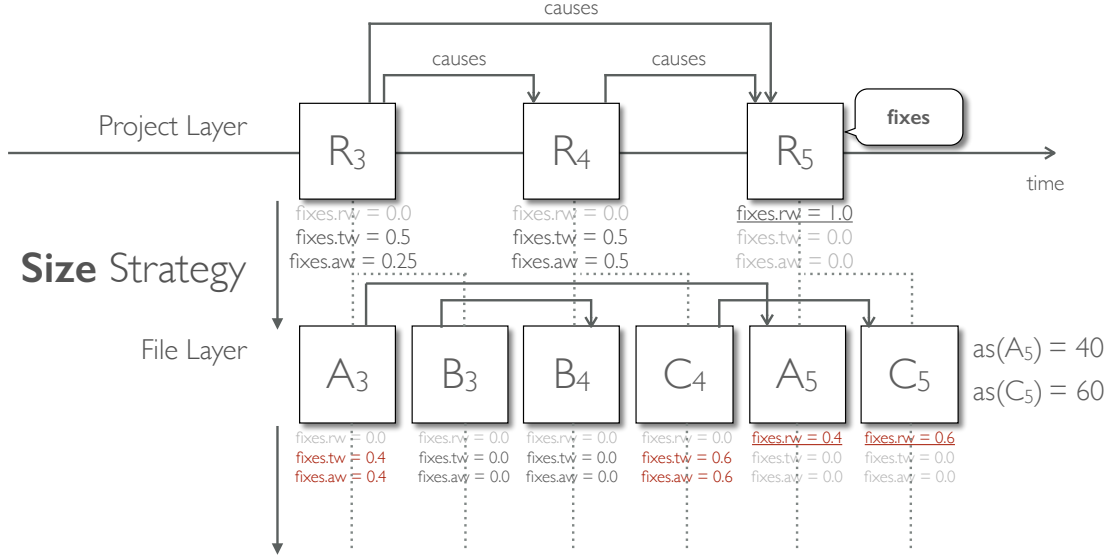 causes
causes
causes
Project Layer
R3
R4
R5
fixes
time
fixes.rw = 0.0
fixes.tw = 0.5
fixes.aw = 0.25
fixes.rw = 0.0
fixes.tw = 0.5
fixes.aw = 0.5
fixes.rw = 1.0
fixes.tw = 0.0
fixes.aw = 0.0
Size Strategy
File Layer
A3
B3
B4
C4
A5
C5
as(A5) = 40
as(C5) = 60
fixes.rw = 0.0
fixes.tw = 0.4
fixes.aw = 0.4
fixes.rw = 0.0
fixes.tw = 0.0
fixes.aw = 0.0
fixes.rw = 0.0
fixes.tw = 0.0
fixes.aw = 0.0
fixes.rw = 0.0
fixes.tw = 0.6
fixes.aw = 0.6
fixes.rw = 0.4
fixes.tw = 0.0
fixes.aw = 0.0
fixes.rw = 0.6
fixes.tw = 0.0
fixes.aw = 0.0